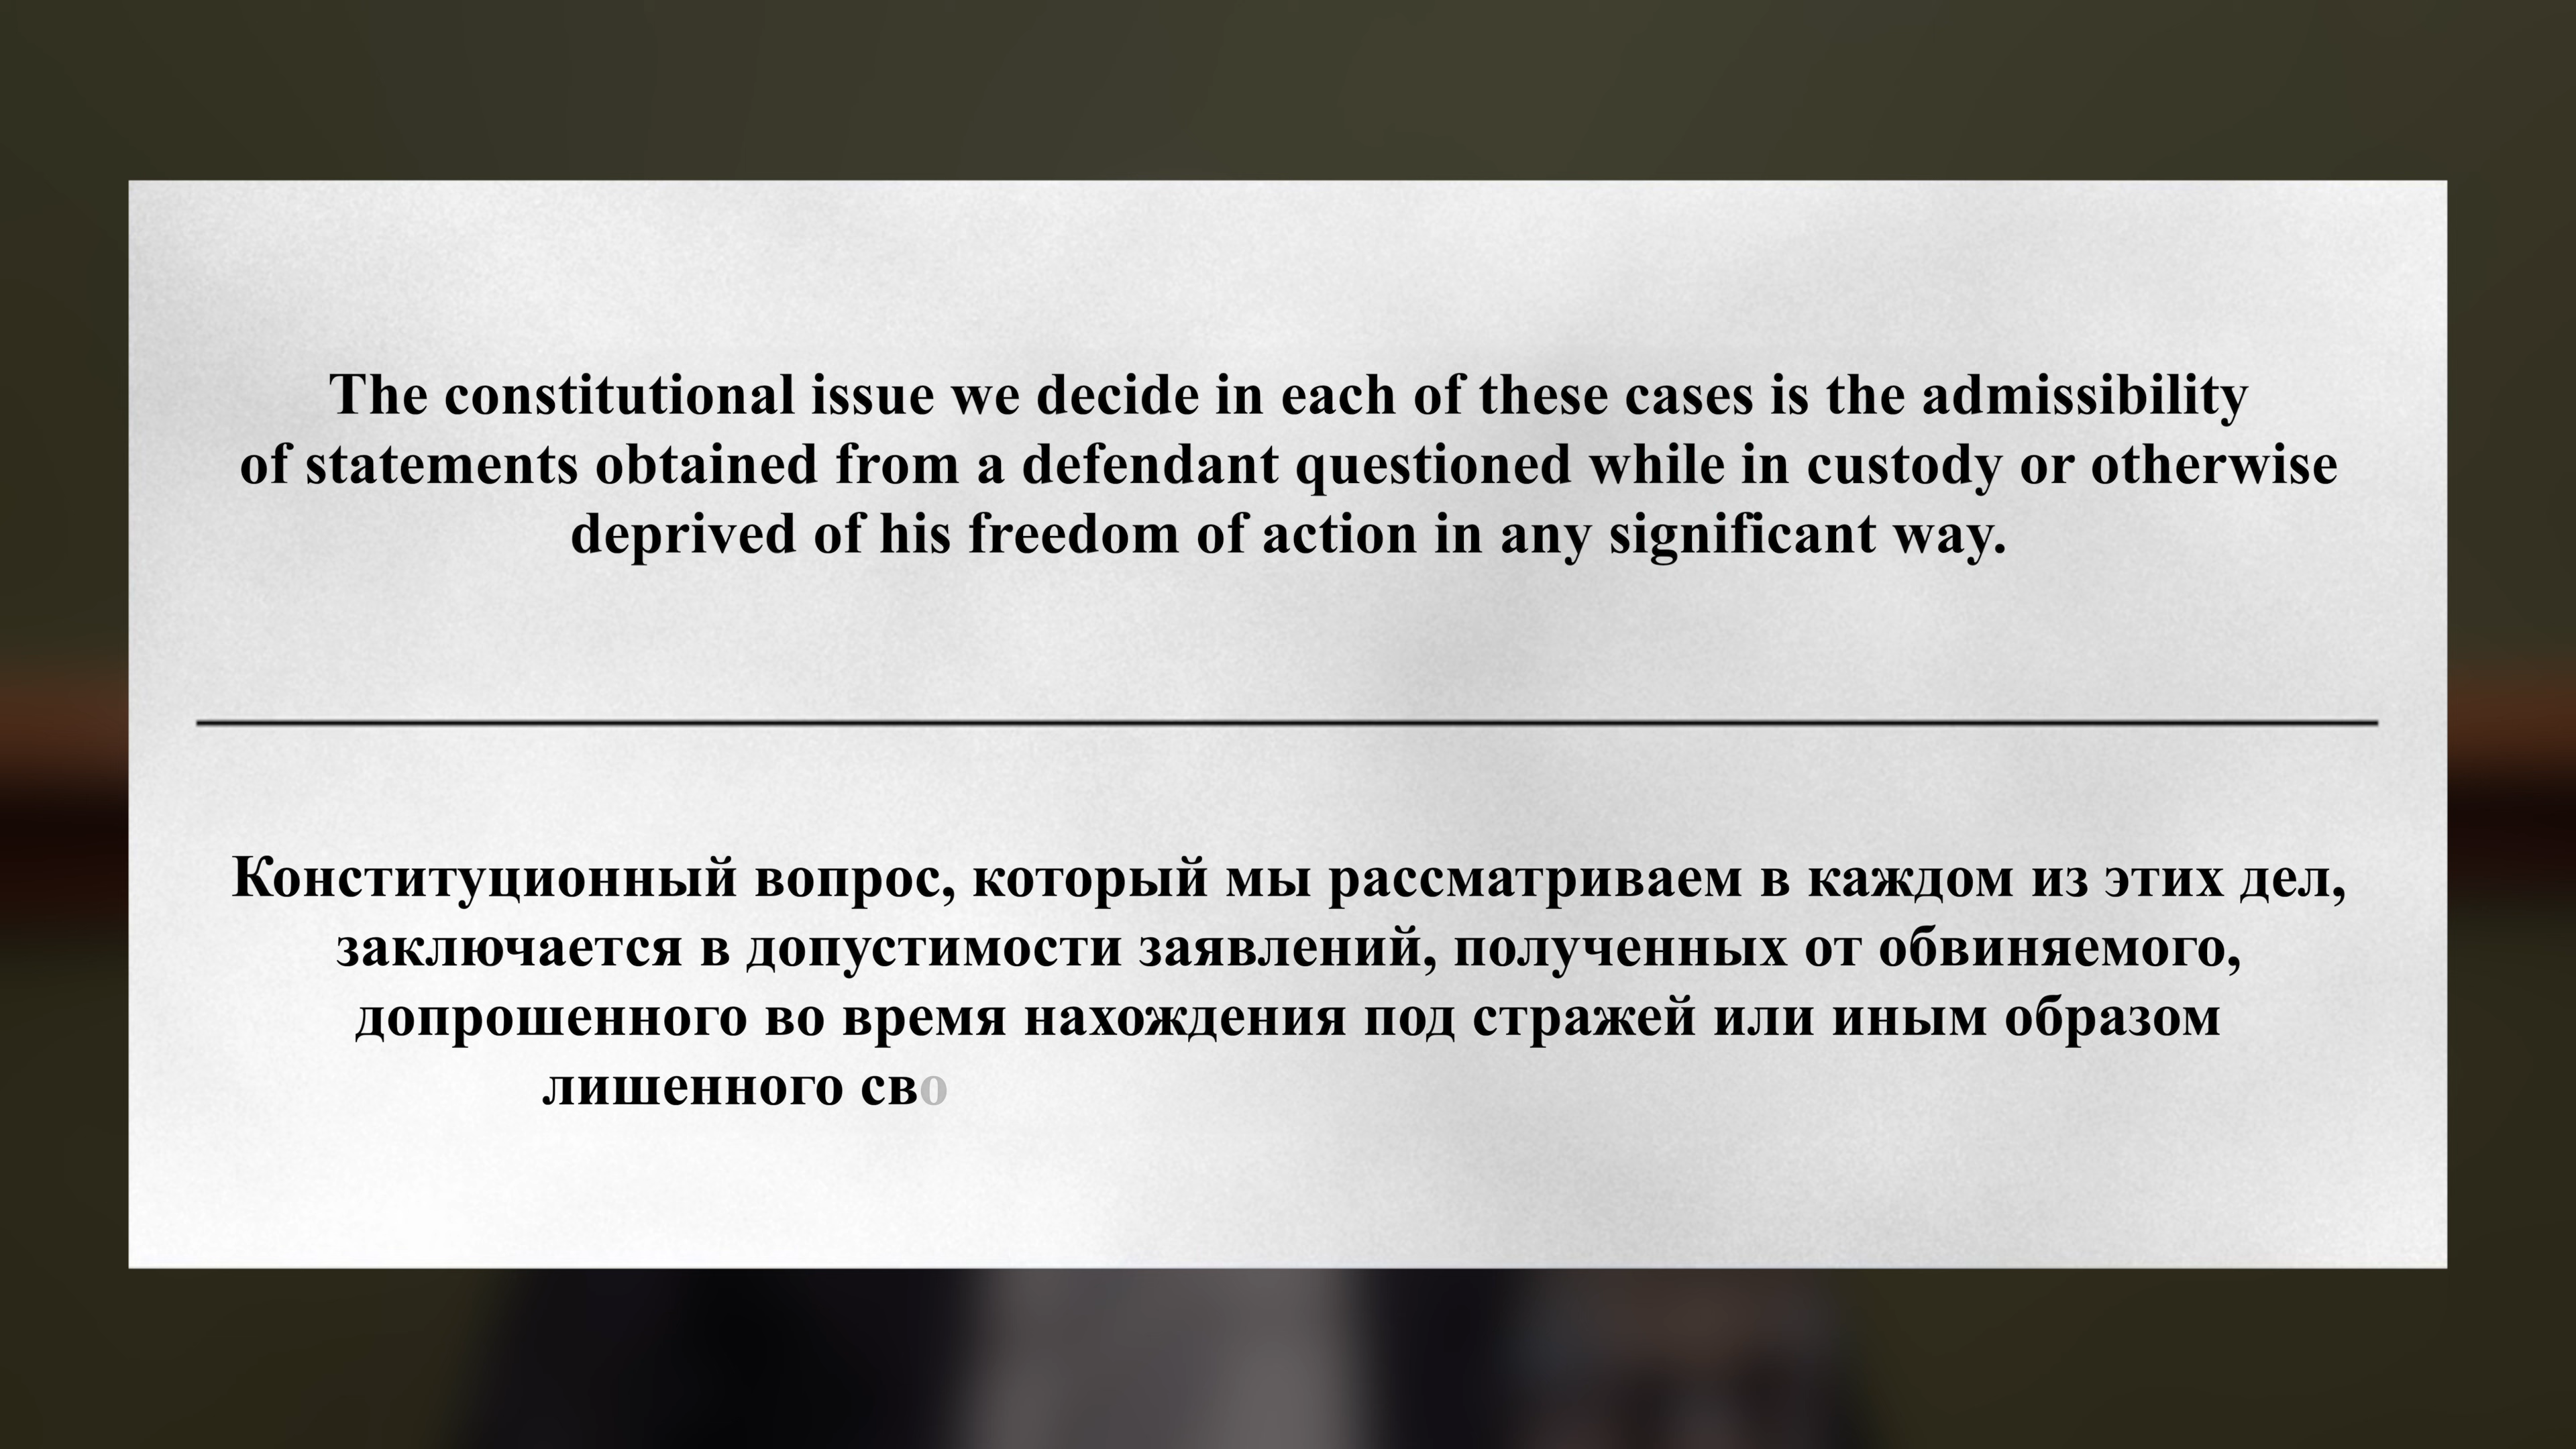 The constitutional issue we decide in each of these cases is the admissibility
of statements obtained from a defendant questioned while in custody or otherwise
deprived of his freedom of action in any significant way.
Конституционный вопрос, который мы рассматриваем в каждом из этих дел,
заключается в допустимости заявлений, полученных от обвиняемого,
допрошенного во время нахождения под стражей или иным образом
лишенного сво